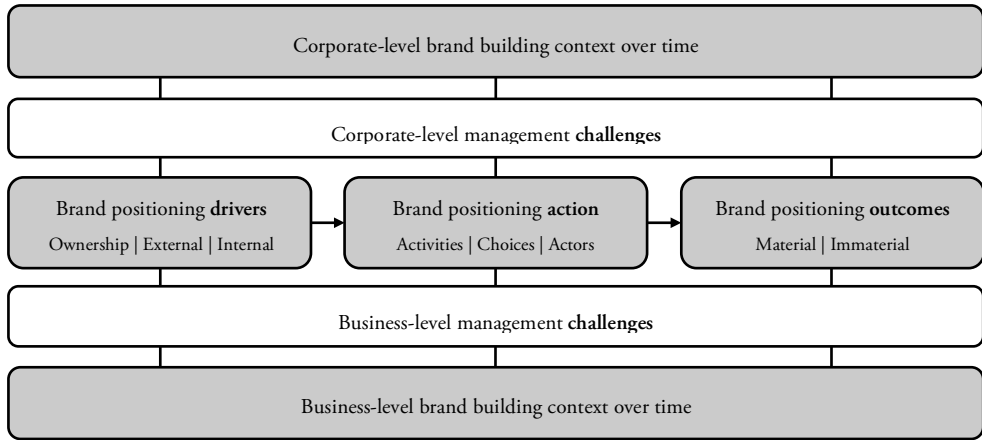 Corporate-level brand building context over time
Corporate-level management challenges
Brand positioning drivers
Ownership | External | Internal
Brand positioning action
Activities | Choices | Actors
Brand positioning outcomes
Material | Immaterial
Business-level management challenges
Business-level brand building context over time